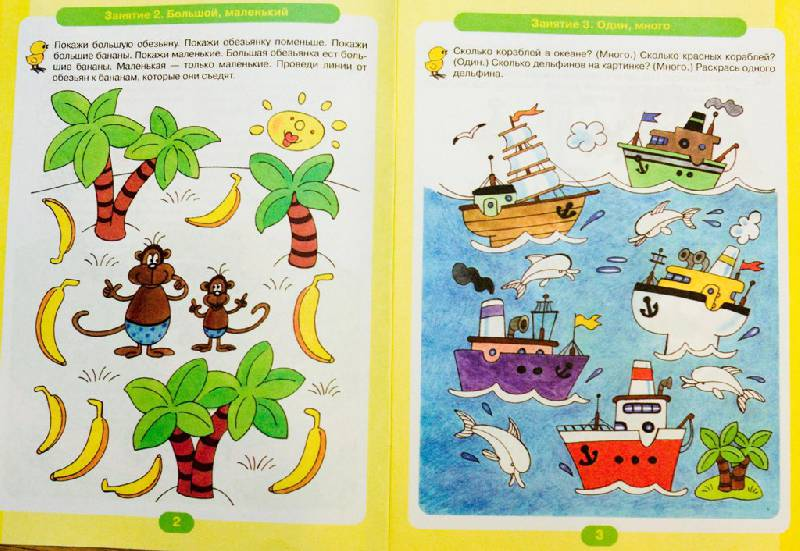 Занятие 2. Большой, маленький
Покажи большую обезьяну. Покажи обезьянку поменьше. Покажи
большие бананы. Покажи маленькие. Большая обезьянка ест боль-
шие бананы. Маленькая — только маленькие. Проведи линии от
обезьян к бананам, которые они съедят.
2
Занятие 3. Один, много
Сколько кораблей в океане? (Много.) Сколько красных кораблей?
(Один.) Сколько дельфинов на картинке? (Много.) Раскрась одного
дельфина.
3